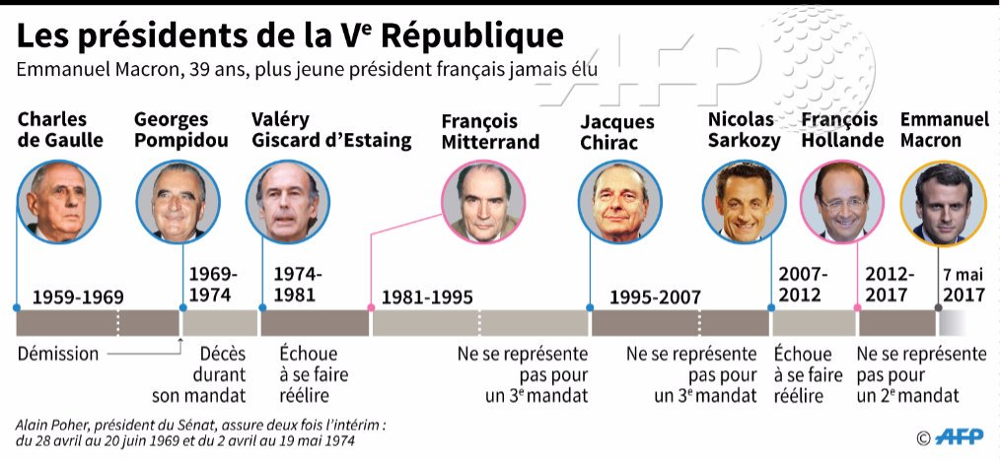 Les présidents de la Ve République
Emmanuel Macron, 39 ans, plus jeune président français jamais élu
AFP
Charles
de Gaulle
Georges
Pompidou
Valéry
Giscard d’Estaing
François
Mitterrand
Jacques
Chirac
Nicolas
Sarkozy
François
Hollande
Emmanuel
Macron
1959-1969
1969-
1974
1974-
1981
1981-1995
1995-2007
2007-
2012
2012-
2017
7 mai
2017
Démission
Décès
durant
son mandat
Échoue
à se faire
réélire
Ne se représente
pas pour
un 3e mandat
Ne se représente
pas pour
un 3e mandat
Échoue
à se faire
réélire
Ne se représente
pas pour
un 2e mandat
Alain Poher, président du Sénat, assure deux fois l’intérim :
du 28 avril au 20 juin 1969 et du 2 avril au 19 mai 1974
© AFP